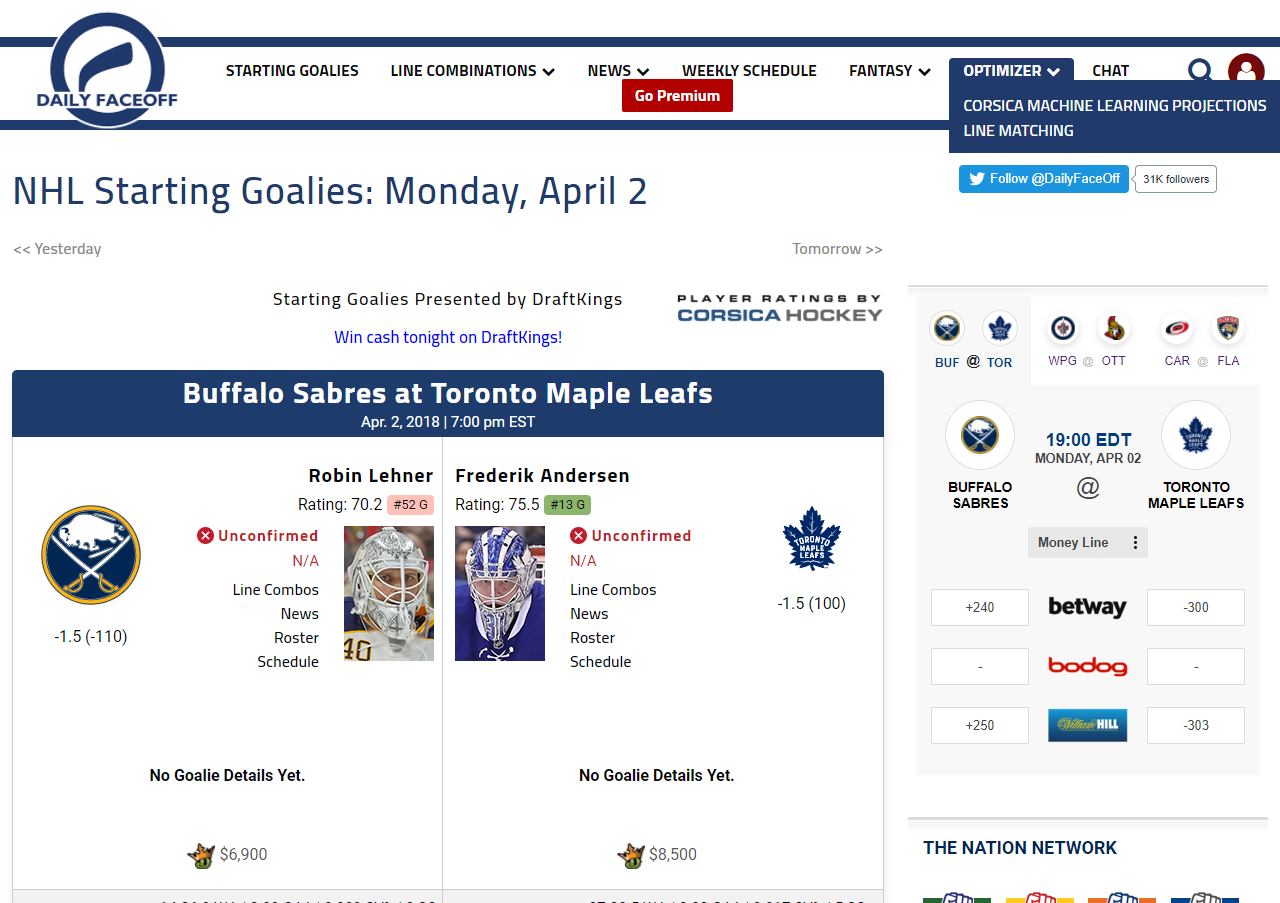 DAILY FACEOFF
STARTING GOALIES
LINE COMBINATIONS
NEWS
WEEKLY SCHEDULE
FANTASY
OPTIMIZER
CHAT
Go Premium
CORSICA MACHINE LEARNING PROJECTIONS
LINE MATCHING
Follow @DailyFaceOff
31K followers
NHL Starting Goalies: Monday, April 2
<< Yesterday
Tomorrow >>
Starting Goalies Presented by DraftKings
Win cash tonight on DraftKings!
PLAYER RATINGS BY
CORSICA HOCKEY
Buffalo Sabres at Toronto Maple Leafs
Apr. 2, 2018 | 7:00 pm EST
Robin Lehner
Rating: 70.2 #52 G
Unconfirmed
N/A
Line Combos
News
Roster
Schedule
-1.5 (-110)
40
No Goalie Details Yet.
$6,900
Frederik Andersen
Rating: 75.5 #13 G
Unconfirmed
N/A
Line Combos
News
Roster
Schedule
TORONTO
MAPLE
LEAFS
-1.5 (100)
No Goalie Details Yet.
$8,500
BUF @ TOR
WPG @ OTT
CAR @ FLA
19:00 EDT
MONDAY, APR 02
@
BUFFALO
SABRES
TORONTO
MAPLE LEAFS
Money Line
+240
betway
-300
-
bodog
-
+250
William HILL
-303
THE NATION NETWORK